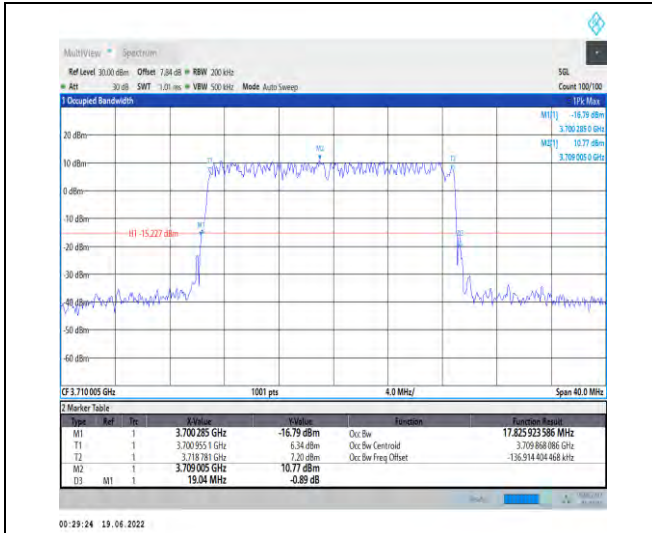 MultiView Spectrum
Ref Level 30.00 dBm Offset 7.84 dB RBW 200 kHz SGL
Att 30 dB SWT 1.01 ms VBW 500 kHz Mode Auto Sweep Count 100/100
1 Occupied Bandwidth 1Pk Max
M1[1] -16.79 dBm
3.700 285 0 GHz
M2[1] 10.77 dBm
3.709 005 0 GHz
20 dBm
M2
T1 T2
10 dBm
0 dBm
-10 dBm
M1
H1 -15.227 dBm
-20 dBm
-30 dBm
-40 dBm
-50 dBm
-60 dBm
CF 3.710 005 GHz 1001 pts 4.0 MHz/ Span 40.0 MHz
2 Marker Table
Type Ref Trc X-Value Y-Value Function Function Result
M1 1 3.700 285 GHz -16.79 dBm Occ Bw 17.825 923 586 MHz
T1 1 3.700 955 1 GHz 6.34 dBm Occ Bw Centroid 3.709 868 086 GHz
T2 1 3.718 781 GHz 7.20 dBm Occ Bw Freq Offset -136.914 404 468 kHz
M2 1 3.709 005 GHz 10.77 dBm
D3 M1 1 19.04 MHz -0.89 dB
00:29:24 19.06.2022